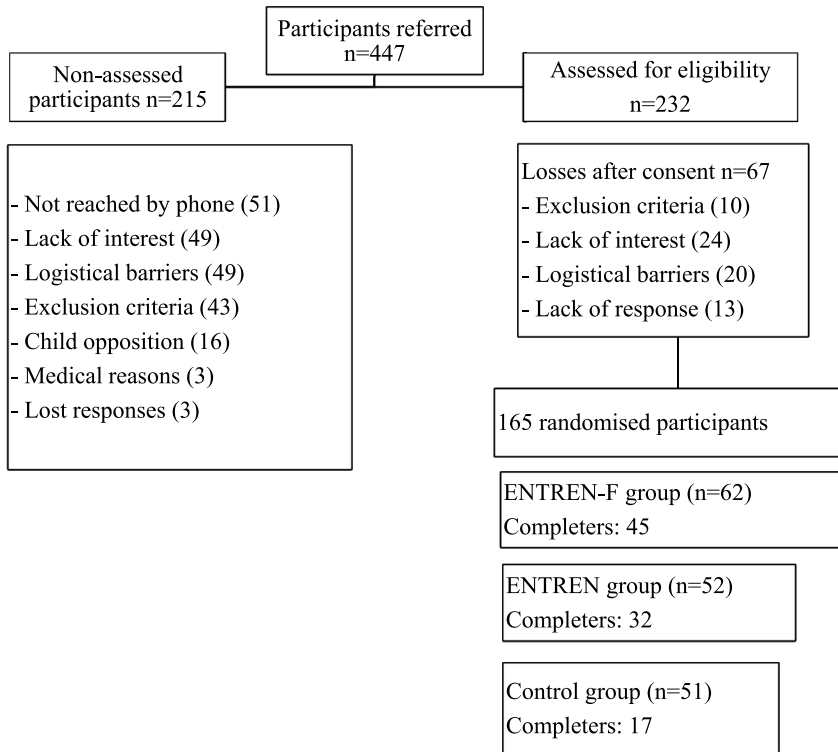 Participants referred
n=447
Non-assessed
participants n=215
Assessed for eligibility
n=232
- Not reached by phone (51)
- Lack of interest (49)
- Logistical barriers (49)
- Exclusion criteria (43)
- Child opposition (16)
- Medical reasons (3)
- Lost responses (3)
Losses after consent n=67
- Exclusion criteria (10)
- Lack of interest (24)
- Logistical barriers (20)
- Lack of response (13)
165 randomised participants
ENTREN-F group (n=62)
Completers: 45
ENTREN group (n=52)
Completers: 32
Control group (n=51)
Completers: 17